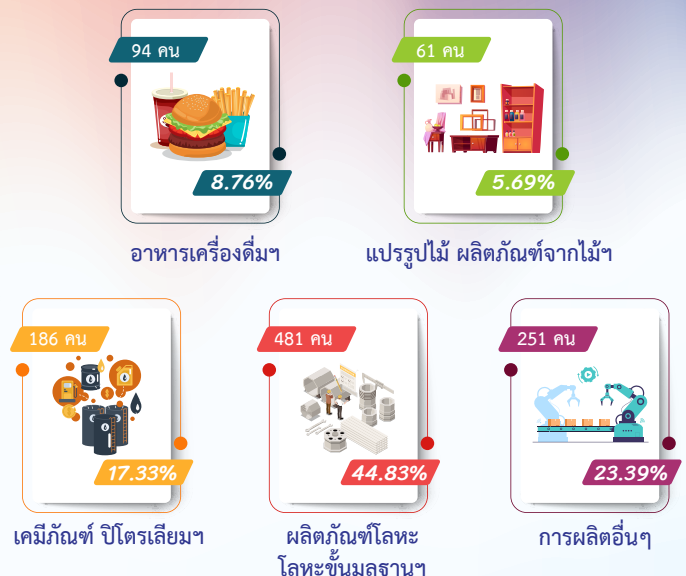 94 คน
8.76%
อาหารเครื่องดื่มฯ
61 คน
5.69%
แปรรูปไม้ ผลิตภัณฑ์จากไม้ฯ
186 คน
17.33%
เคมีภัณฑ์ ปิโตรเลียมฯ
481 คน
44.83%
ผลิตภัณฑ์โลหะ
โลหะขั้นมูลฐานฯ
251 คน
23.39%
การผลิตอื่นๆ